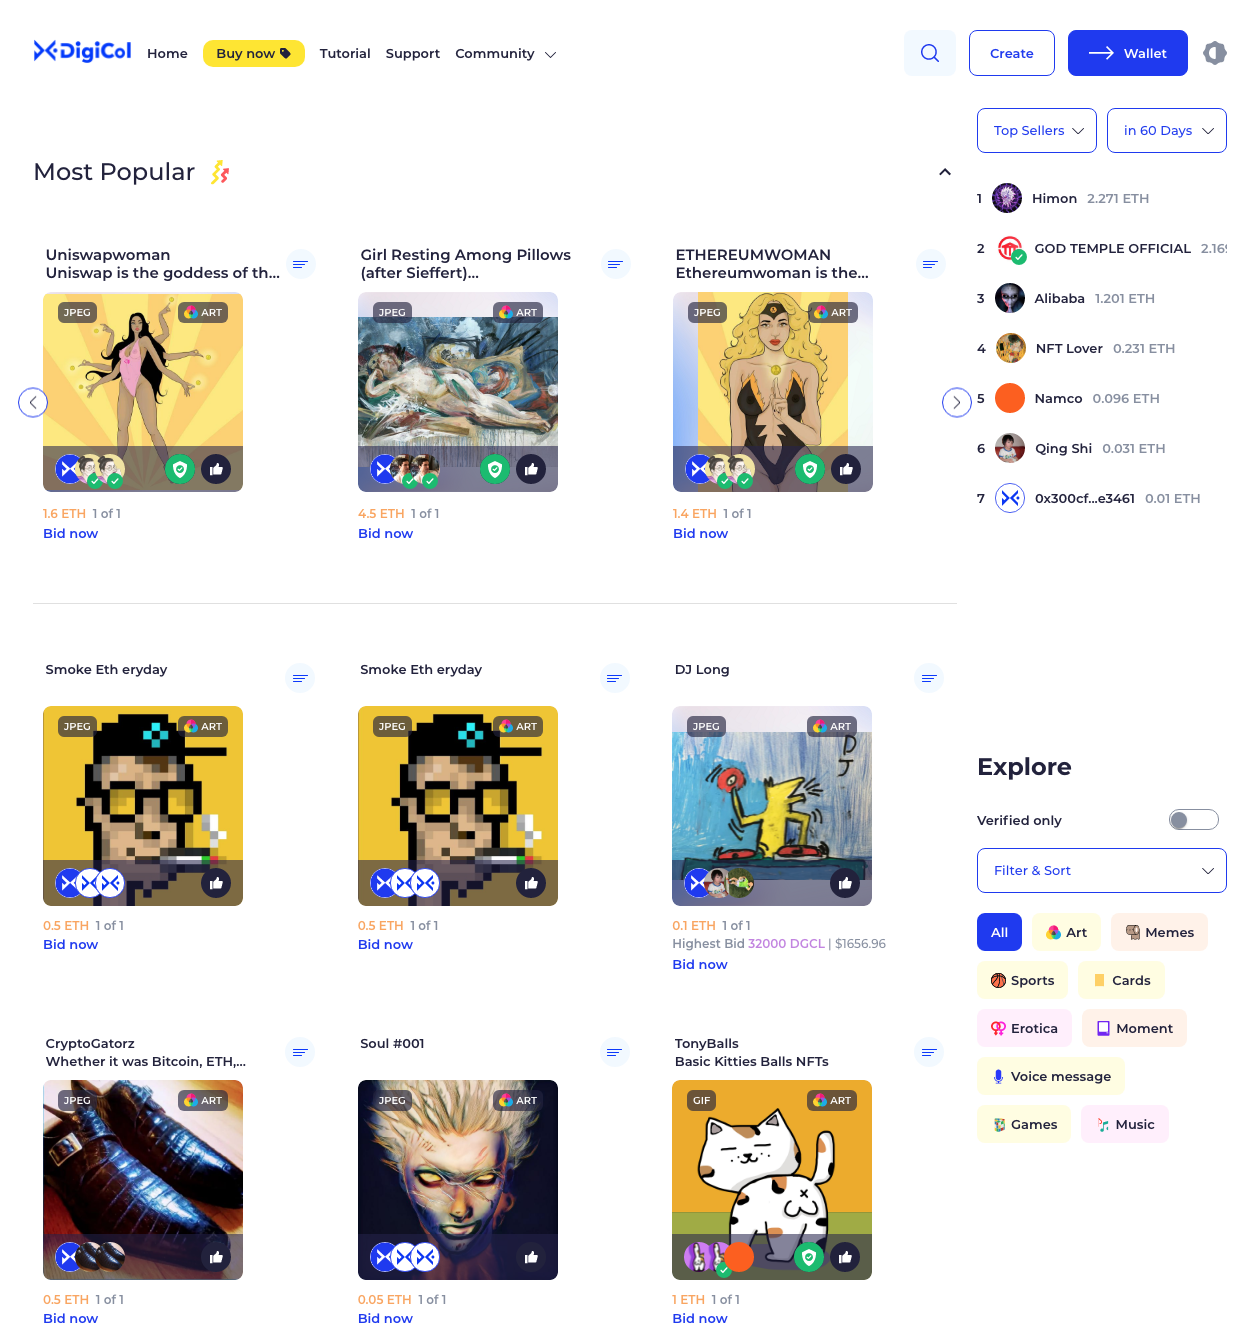 DigiCol
Home
Buy now
Tutorial
Support
Community
Create
Wallet
Top Sellers
in 60 Days
Most Popular
1 Himon 2.271 ETH
2 GOD TEMPLE OFFICIAL
3 Alibaba 1.201 ETH
4 NFT Lover 0.231 ETH
5 Namco 0.096 ETH
6 Qing Shi 0.031 ETH
7 0x300cf...e3461 0.01 ETH
Uniswapwoman
Uniswap is the goddess of th...
JPEG
ART
1.6 ETH 1 of 1
Bid now
Girl Resting Among Pillows
(after Sieffert)...
JPEG
ART
4.5 ETH 1 of 1
Bid now
ETHEREUMWOMAN
Ethereumwoman is the...
JPEG
ART
1.4 ETH 1 of 1
Bid now
Smoke Eth eryday
JPEG
ART
0.5 ETH 1 of 1
Bid now
Smoke Eth eryday
JPEG
ART
0.5 ETH 1 of 1
Bid now
DJ Long
JPEG
ART
D
J
0.1 ETH 1 of 1
Highest Bid 32000 DGCL | $1656.96
Bid now
Explore
Verified only
Filter & Sort
All
Art
Memes
Sports
Cards
Erotica
Moment
Voice message
Games
Music
CryptoGatorz
Whether it was Bitcoin, ETH,...
JPEG
ART
0.5 ETH 1 of 1
Bid now
Soul #001
JPEG
ART
0.05 ETH 1 of 1
Bid now
TonyBalls
Basic Kitties Balls NFTs
GIF
ART
1 ETH 1 of 1
Bid now